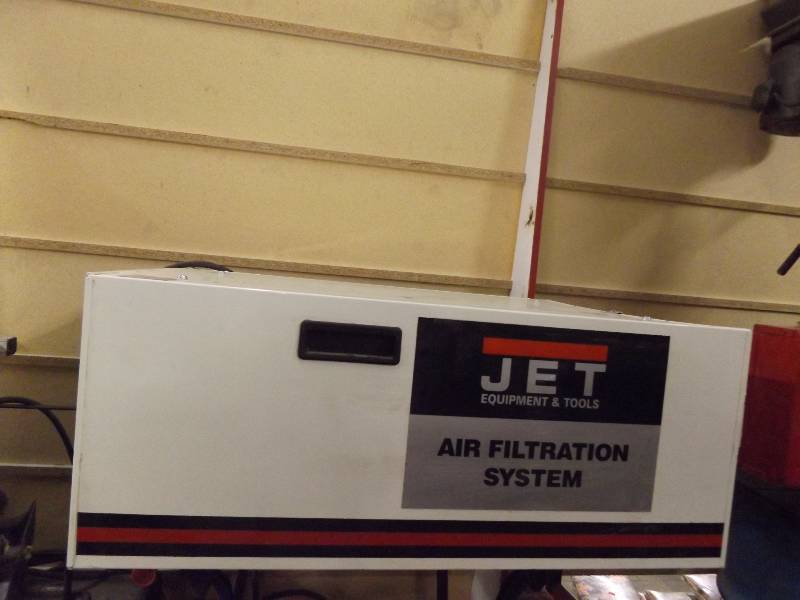 JET
EQUIPMENT & TOOLS
AIR FILTRATION
SYSTEM